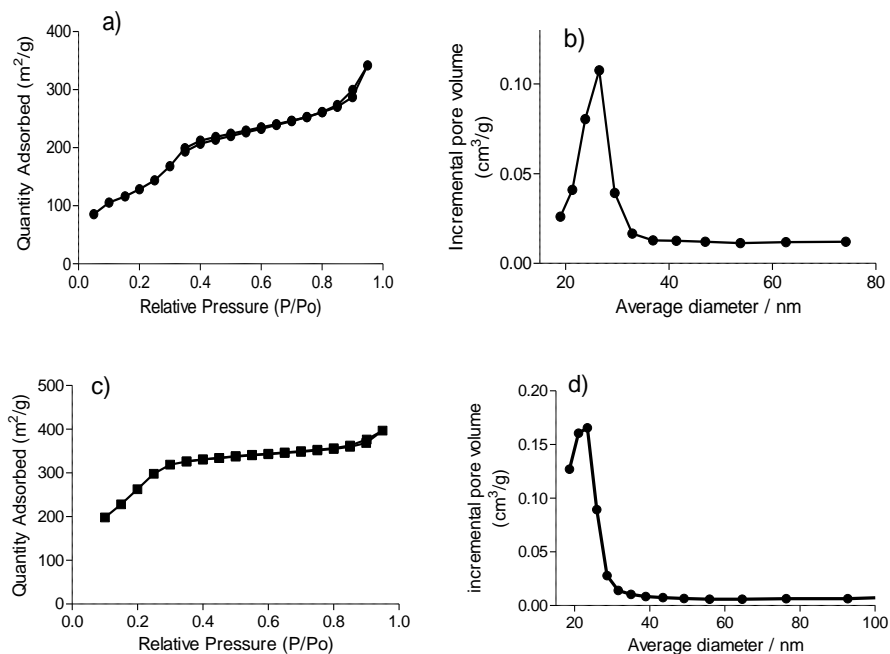 a)
Quantity Adsorbed (m²/g)
400
300
200
100
0
0.0 0.2 0.4 0.6 0.8 1.0
Relative Pressure (P/Po)
b)
Incremental pore volume
(cm³/g)
0.10
0.05
0.00
20 40 60 80
Average diameter / nm
c)
Quantity Adsorbed (m²/g)
500
400
300
200
100
0
0.0 0.2 0.4 0.6 0.8 1.0
Relative Pressure (P/Po)
d)
incremental pore volume
(cm³/g)
0.20
0.15
0.10
0.05
0.00
20 40 60 80 100
Average diameter / nm